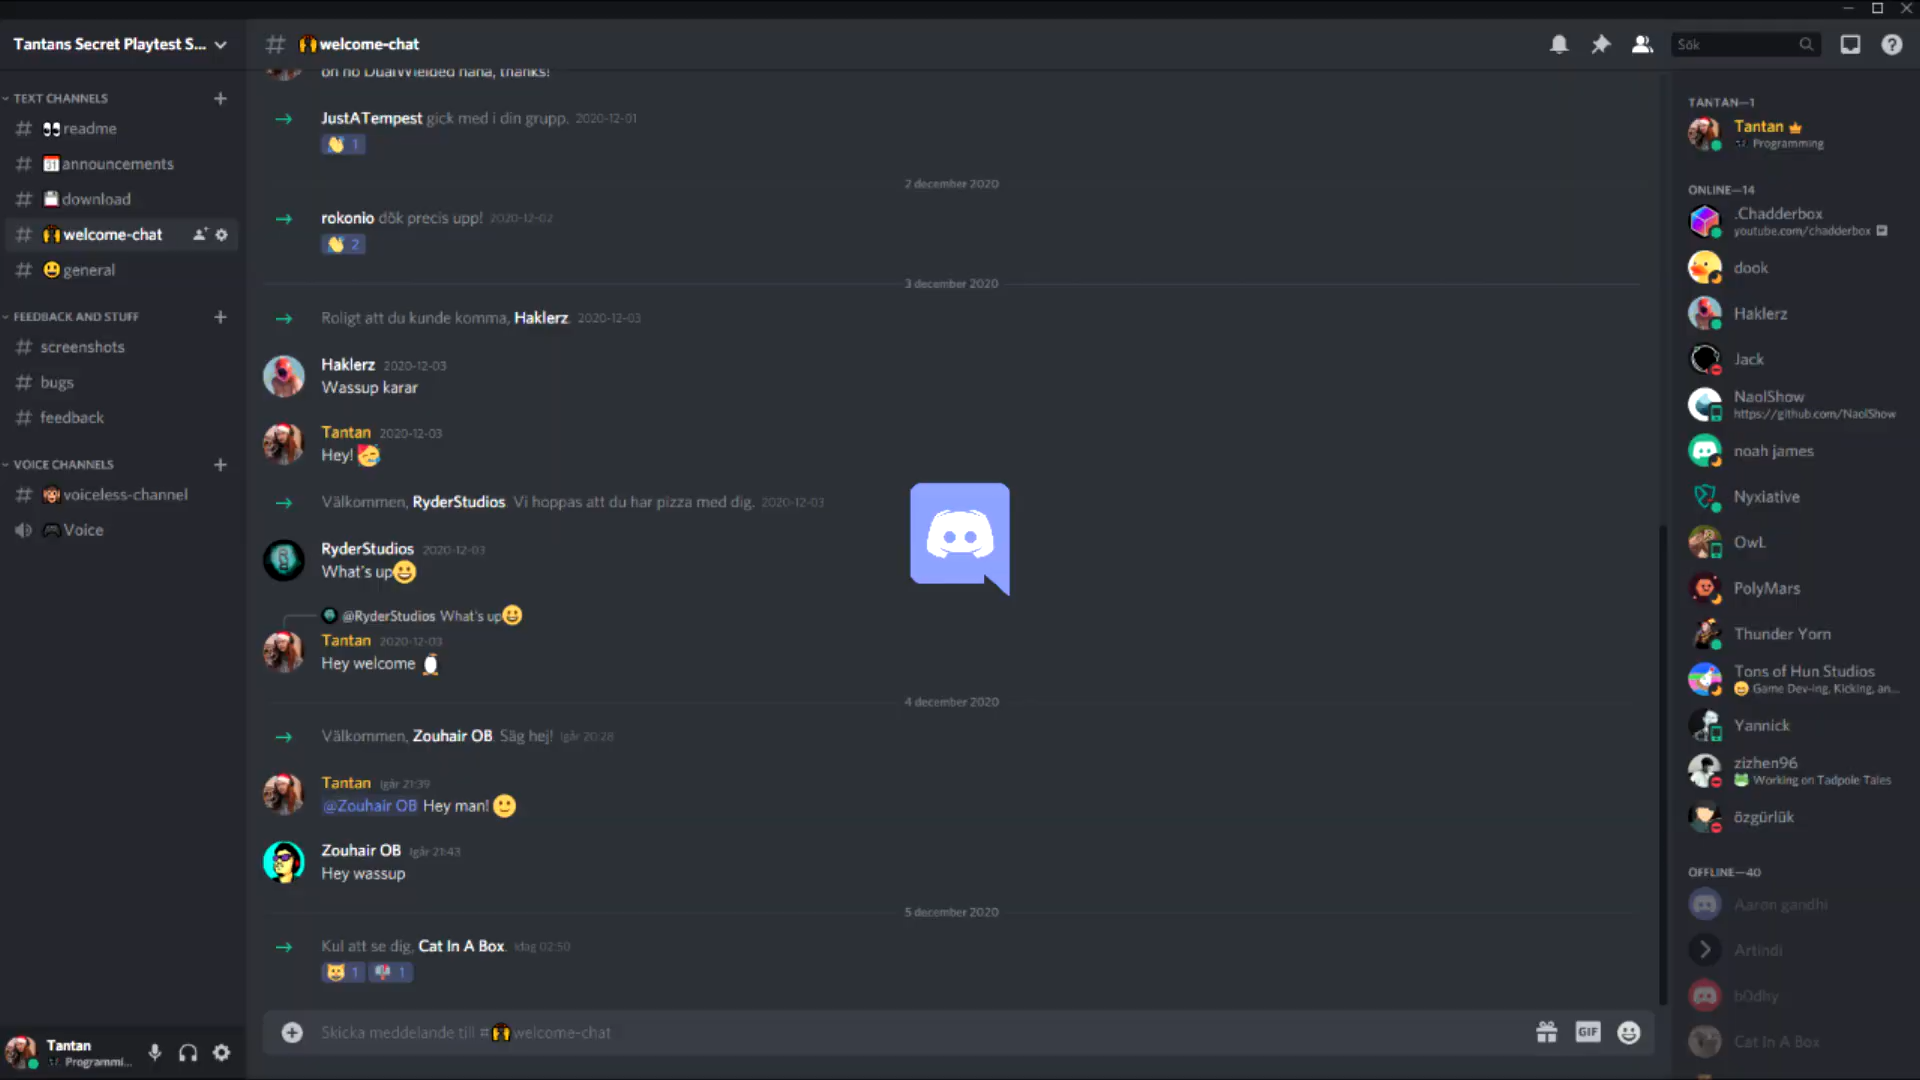 Tantans Secret Playtest S...
TEXT CHANNELS
readme
announcements
download
welcome-chat
general
FEEDBACK AND STUFF
screenshots
bugs
feedback
VOICE CHANNELS
voiceless-channel
Voice
Tantan
Programmi...
# welcome-chat
Sök
oh no DualWielded haha, thanks!
JustATempest gick med i din grupp. 2020-12-01
1
2 december 2020
rokonio dök precis upp! 2020-12-02
2
3 december 2020
Roligt att du kunde komma, Haklerz. 2020-12-03
Haklerz 2020-12-03
Wassup karar
Tantan 2020-12-03
Hey!
Välkommen, RyderStudios. Vi hoppas att du har pizza med dig. 2020-12-03
RyderStudios 2020-12-03
What's up
@RyderStudios What's up
Tantan 2020-12-03
Hey welcome
4 december 2020
Välkommen, Zouhair OB. Säg hej! Igår 20:28
Tantan Igår 21:39
@Zouhair OB Hey man!
Zouhair OB Igår 21:43
Hey wassup
5 december 2020
Kul att se dig, Cat In A Box. Idag 02:50
1 1
Skicka meddelande till # welcome-chat
GIF
TANTAN—1
Tantan
Programming
ONLINE—14
.Chadderbox
youtube.com/chadderbox
dook
Haklerz
Jack
NaolShow
https://github.com/NaolShow
noah james
Nyxiative
OwL
PolyMars
Thunder Yorn
Tons of Hun Studios
Game Dev-ing, Kicking, an...
Yannick
zizhen96
Working on Tadpole Tales
özgürlük
OFFLINE—40
Aaron gandhi
Artindi
b0dhy
Cat In A Box